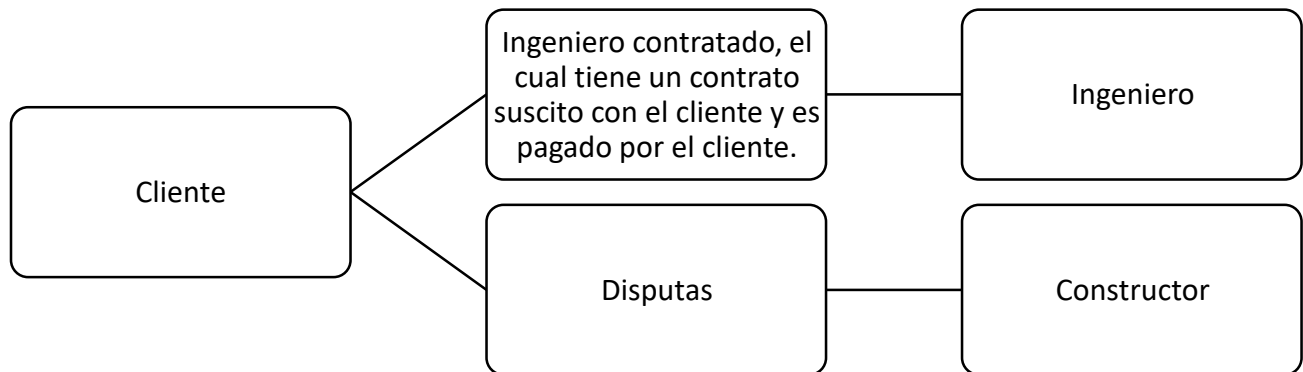 Cliente
Ingeniero contratado, el
cual tiene un contrato
suscito con el cliente y es
pagado por el cliente.
Ingeniero
Disputas
Constructor